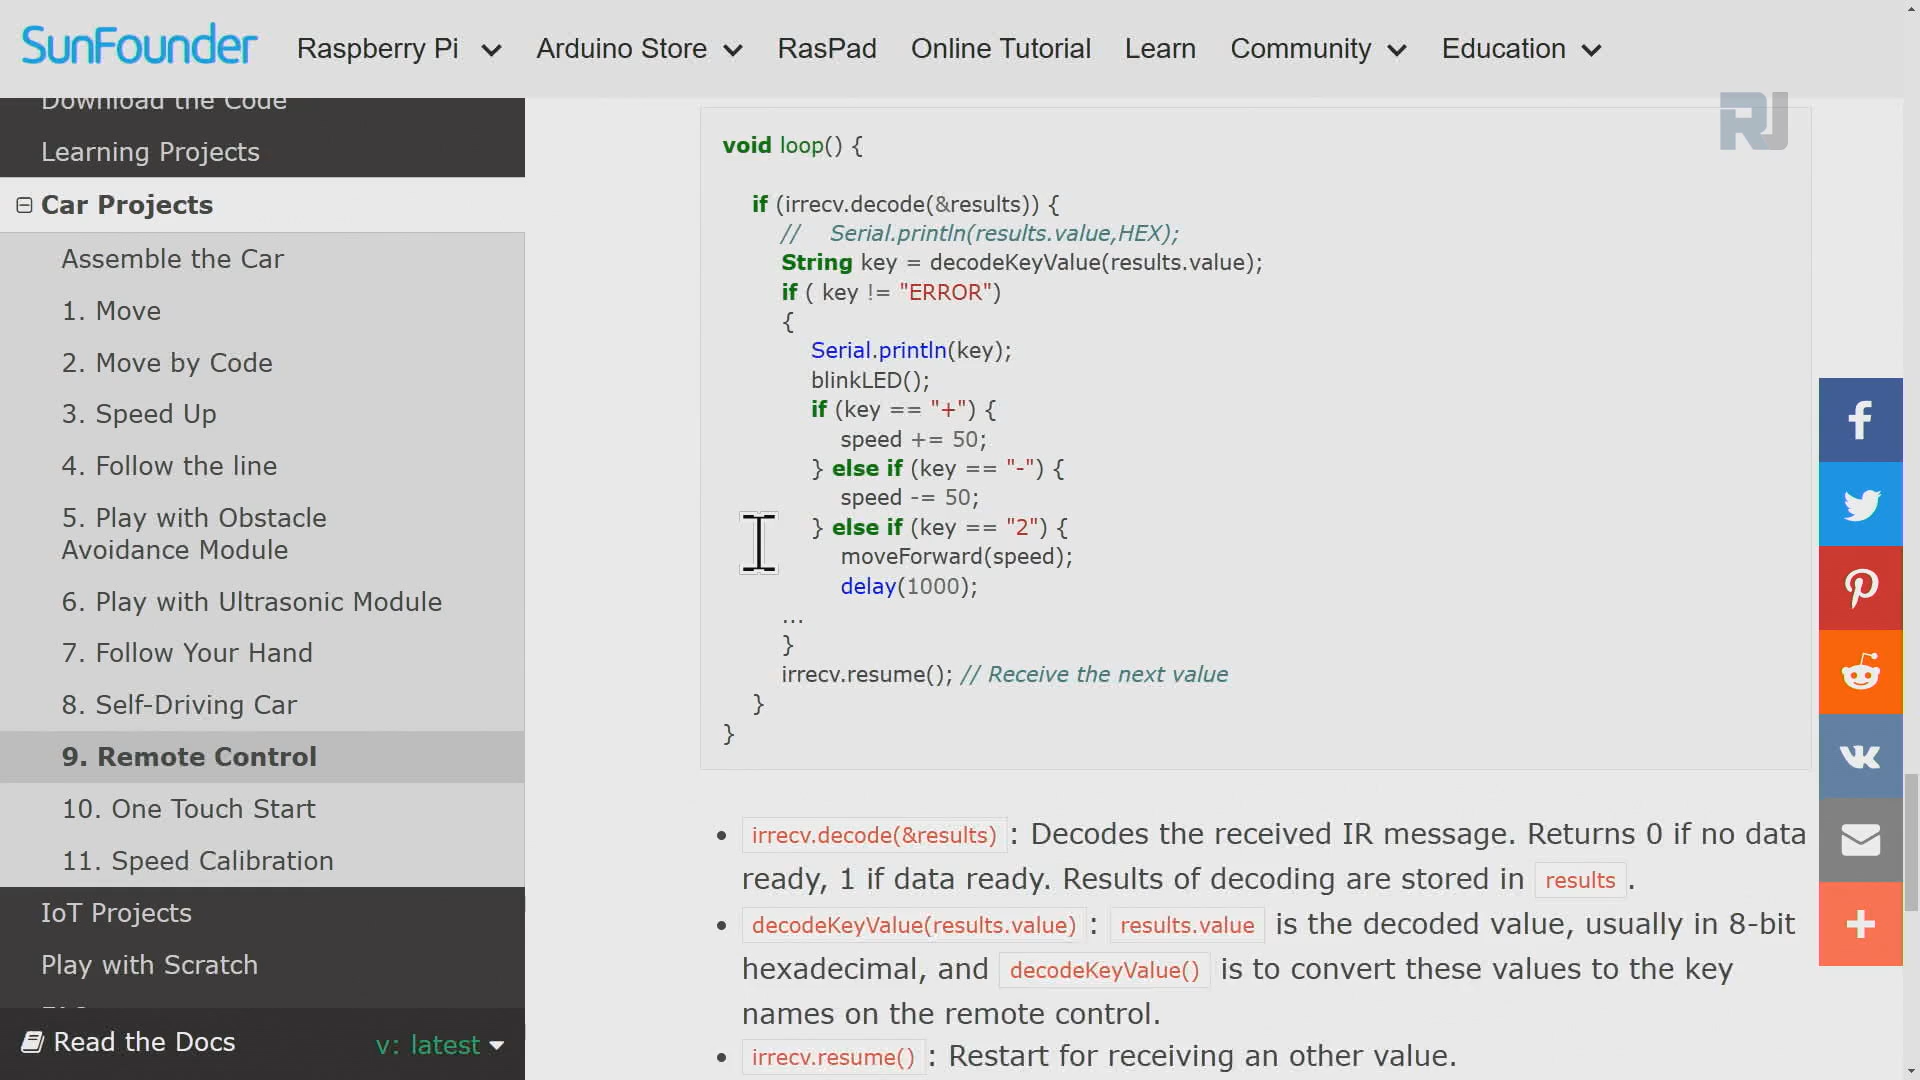 SunFounder Raspberry Pi Arduino Store RasPad Online Tutorial Learn Community Education
Download the Code
Learning Projects
Car Projects
Assemble the Car
1. Move
2. Move by Code
3. Speed Up
4. Follow the line
5. Play with Obstacle
Avoidance Module
6. Play with Ultrasonic Module
7. Follow Your Hand
8. Self-Driving Car
9. Remote Control
10. One Touch Start
11. Speed Calibration
IoT Projects
Play with Scratch
Read the Docs v: latest
RJ
void loop() {
if (irrecv.decode(&results)) {
// Serial.println(results.value,HEX);
String key = decodeKeyValue(results.value);
if ( key != "ERROR")
{
Serial.println(key);
blinkLED();
if (key == "+") {
speed += 50;
} else if (key == "-") {
speed -= 50;
} else if (key == "2") {
moveForward(speed);
delay(1000);
...
}
irrecv.resume(); // Receive the next value
}
}
• irrecv.decode(&results) : Decodes the received IR message. Returns 0 if no data
ready, 1 if data ready. Results of decoding are stored in results .
• decodeKeyValue(results.value) : results.value is the decoded value, usually in 8-bit
hexadecimal, and decodeKeyValue() is to convert these values to the key
names on the remote control.
• irrecv.resume() : Restart for receiving an other value.